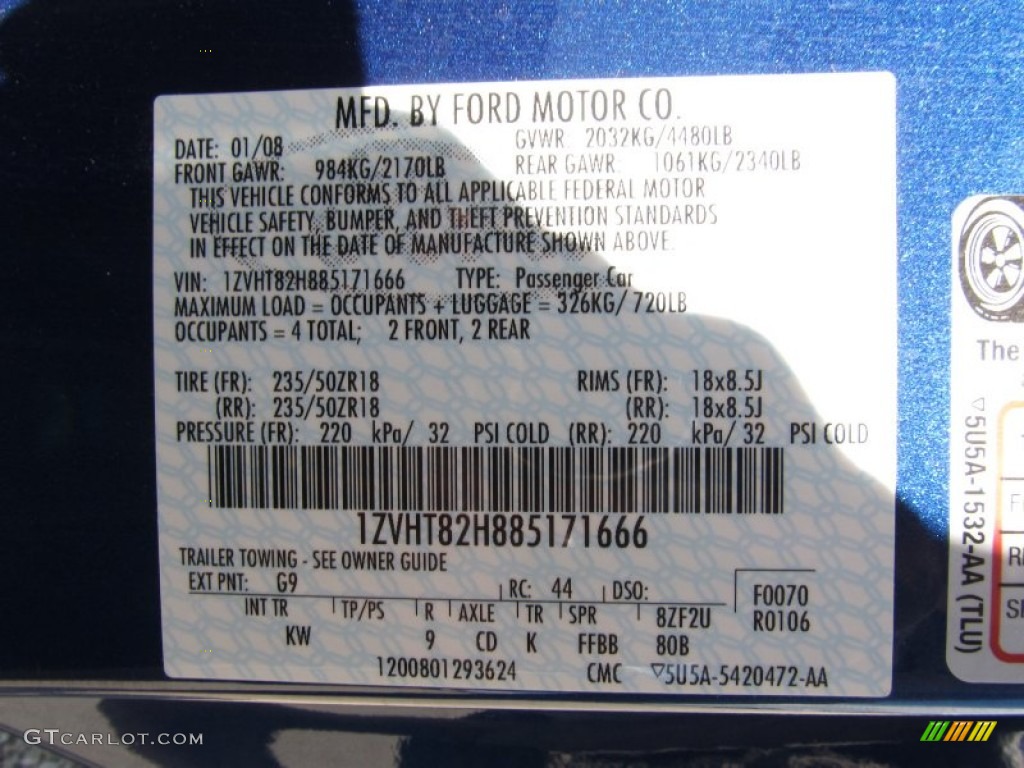 MFD. BY FORD MOTOR CO.
DATE: 01/08 GVWR: 2032KG/4480LB
FRONT GAWR: 984KG/2170LB REAR GAWR: 1061KG/2340LB
THIS VEHICLE CONFORMS TO ALL APPLICABLE FEDERAL MOTOR
VEHICLE SAFETY, BUMPER, AND THEFT PREVENTION STANDARDS
IN EFFECT ON THE DATE OF MANUFACTURE SHOWN ABOVE.
VIN: 1ZVHT82H885171666 TYPE: Passenger Car
MAXIMUM LOAD = OCCUPANTS + LUGGAGE = 326KG/ 720LB
OCCUPANTS = 4 TOTAL; 2 FRONT, 2 REAR
TIRE (FR): 235/50ZR18 RIMS (FR): 18x8.5J
(RR): 235/50ZR18 (RR): 18x8.5J
PRESSURE (FR): 220 kPa/ 32 PSI COLD (RR): 220 kPa/ 32 PSI COLD
1ZVHT82H885171666
TRAILER TOWING - SEE OWNER GUIDE
EXT PNT: G9 RC: 44 DSO: F0070
INT TR TP/PS R AXLE TR SPR 8ZF2U R0106
KW 9 CD K FFBB 80B
1200801293624 CMC ▽5U5A-5420472-AA
The
▽5U5A-1532-AA (TLU)
GTCARLOT.COM